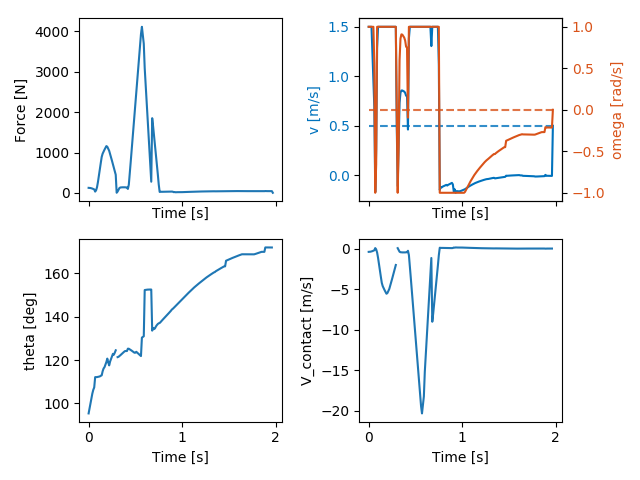 Force [N]
4000
3000
2000
1000
0
Time [s]
v [m/s]
1.5
1.0
0.5
0.0
Time [s]
1.0
0.5
0.0
−0.5
−1.0
omega [rad/s]
theta [deg]
160
140
120
100
0 1 2
Time [s]
V_contact [m/s]
0
−5
−10
−15
−20
0 1 2
Time [s]